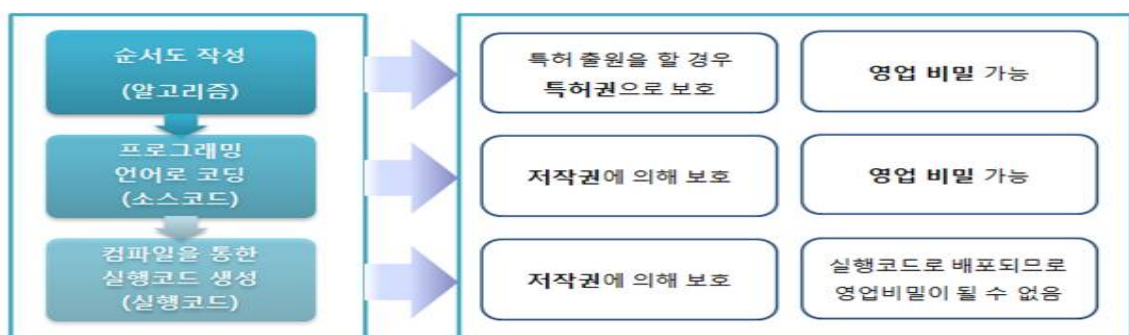 순서도 작성
(알고리즘)
특허 출원을 할 경우
특허권으로 보호
영업 비밀 가능
프로그래밍
언어로 코딩
(소스코드)
저작권에 의해 보호
영업 비밀 가능
컴파일을 통한
실행코드 생성
(실행코드)
저작권에 의해 보호
실행코드로 배포되므로
영업비밀이 될 수 없음